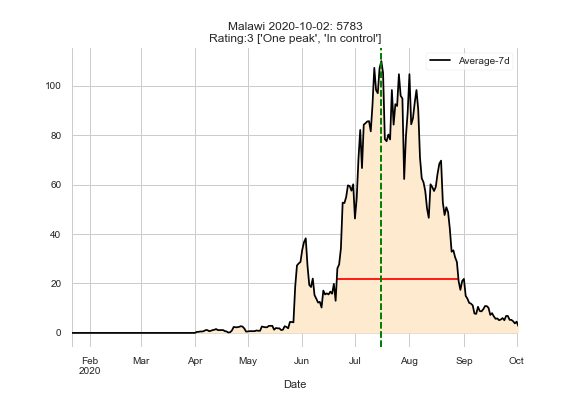 Malawi 2020-10-02: 5783
Rating:3 ['One peak', 'In control']
Average-7d
100
80
60
40
20
0
Feb Mar Apr May Jun Jul Aug Sep Oct
2020
Date